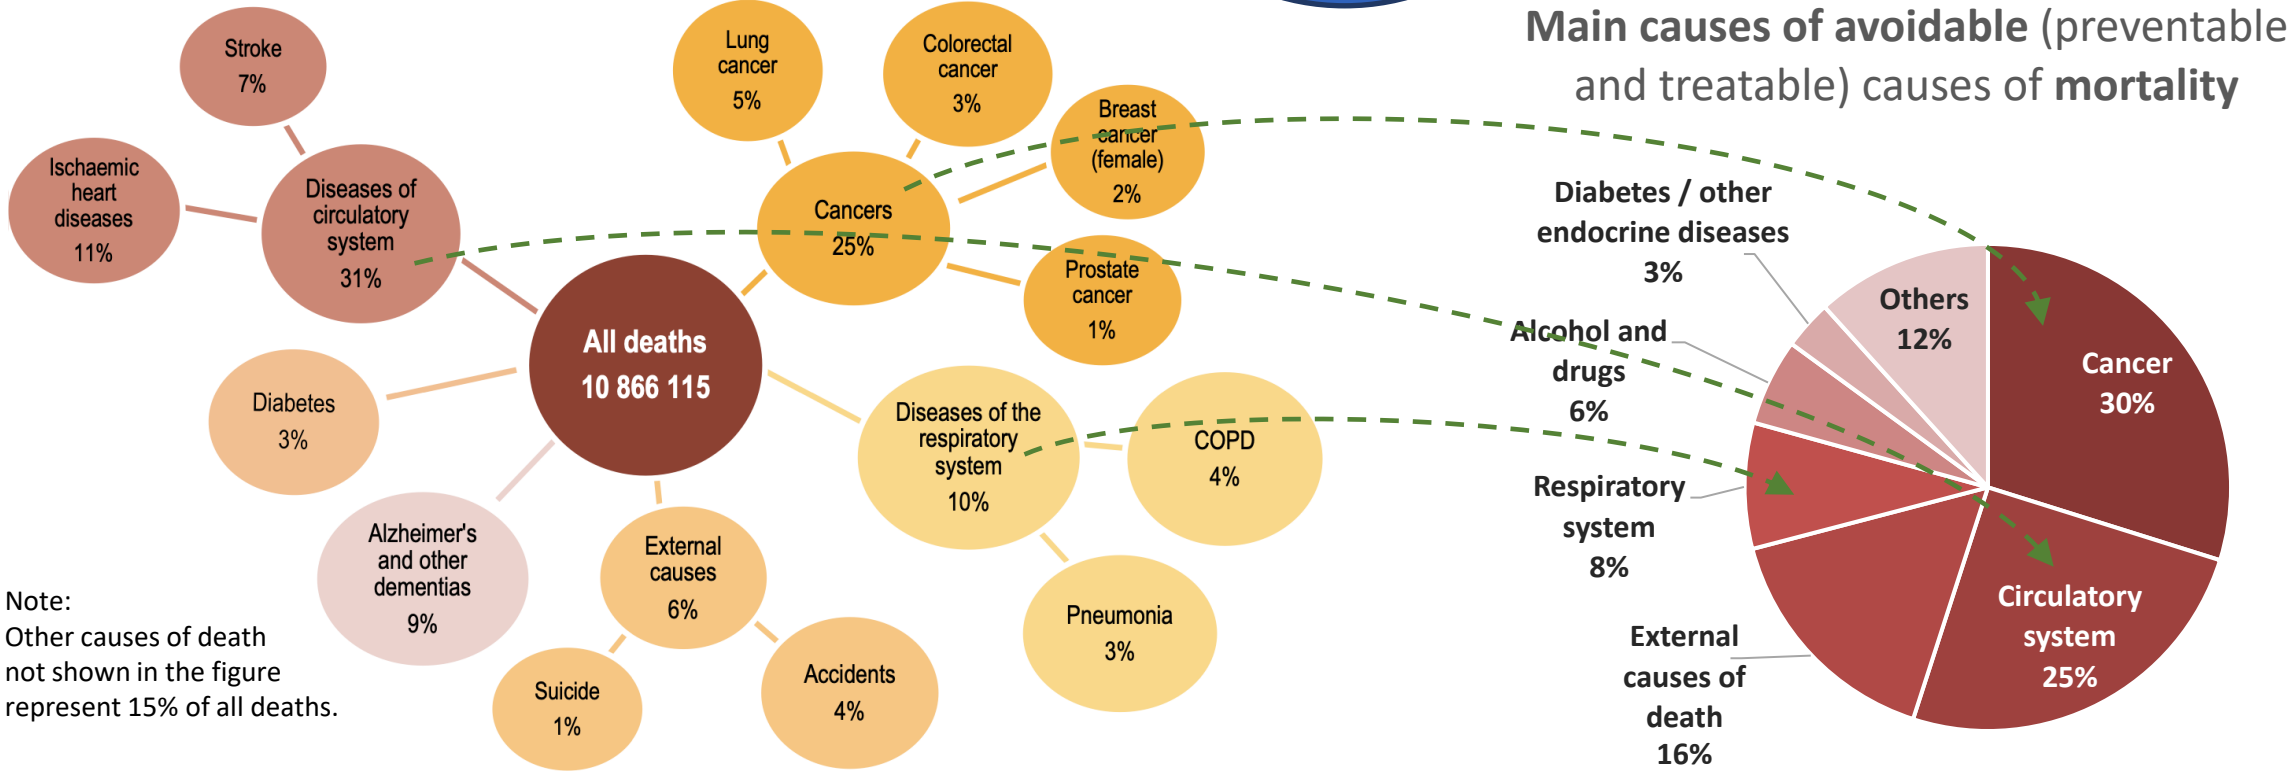 Main causes of avoidable (preventable
and treatable) causes of mortality
Stroke
7%
Ischaemic
heart
diseases
11%
Diseases of
circulatory
system
31%
Lung
cancer
5%
Colorectal
cancer
3%
Breast
cancer
(female)
2%
Cancers
25%
Prostate
cancer
1%
All deaths
10 866 115
Diabetes
3%
Alzheimer's
and other
dementias
9%
External
causes
6%
Suicide
1%
Accidents
4%
Diseases of the
respiratory
system
10%
COPD
4%
Pneumonia
3%
Note:
Other causes of death
not shown in the figure
represent 15% of all deaths.
Diabetes / other
endocrine diseases
3%
Alcohol and
drugs
6%
Respiratory
system
8%
External
causes of
death
16%
Others
12%
Cancer
30%
Circulatory
system
25%